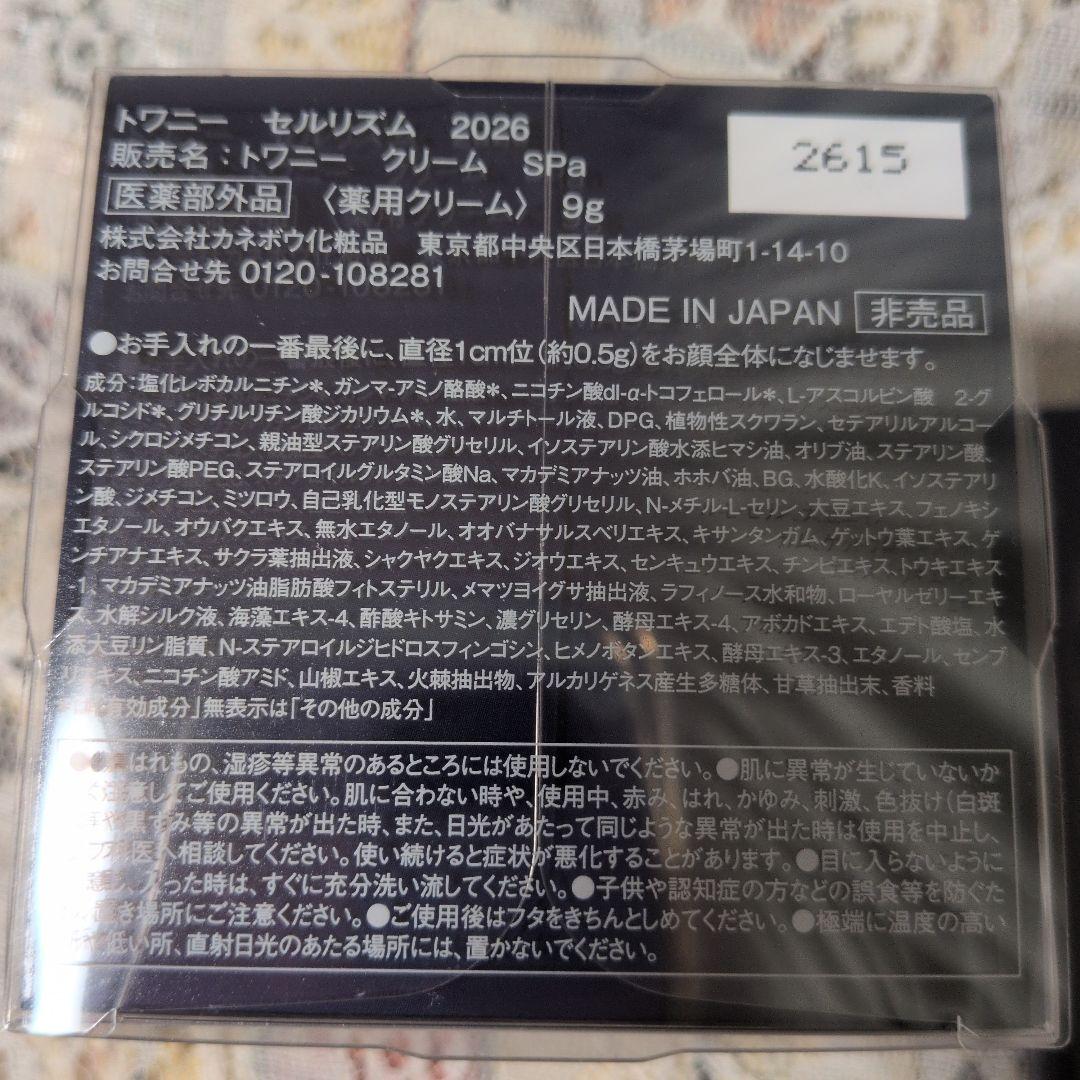 トワニー　セルリズム　2026
2615
販売名：トワニー　クリーム　SPa
医薬部外品　〈薬用クリーム〉　9g
株式会社カネボウ化粧品　東京都中央区日本橋茅場町1-14-10
お問合せ先 0120-108281
MADE IN JAPAN　非売品
●お手入れの一番最後に、直径1cm位（約0.5g）をお顔全体になじませます。
成分：塩化レボカルニチン＊、ガンマ-アミノ酪酸＊、ニコチン酸dl-α-トコフェロール＊、L-アスコルビン酸　2-グ
ルコシド＊、グリチルリチン酸ジカリウム＊、水、マルチトール液、DPG、植物性スクワラン、セテアリルアルコー
ル、シクロジメチコン、親油型ステアリン酸グリセリル、イソステアリン酸水添ヒマシ油、オリブ油、ステアリン酸、
ステアリン酸PEG、ステアロイルグルタミン酸Na、マカデミアナッツ油、ホホバ油、BG、水酸化K、イソステアリ
ン酸、ジメチコン、ミツロウ、自己乳化型モノステアリン酸グリセリル、N-メチル-L-セリン、大豆エキス、フェノキシ
エタノール、オウバクエキス、無水エタノール、オオバナサルスベリエキス、キサンタンガム、ゲットウ葉エキス、ゲ
ンチアナエキス、サクラ葉抽出液、シャクヤクエキス、ジオウエキス、センキュウエキス、チンピエキス、トウキエキス
1、マカデミアナッツ油脂肪酸フィトステリル、メマツヨイグサ抽出液、ラフィノース水和物、ローヤルゼリーエキ
ス、水解シルク液、海藻エキス-4、酢酸キトサミン、濃グリセリン、酵母エキス-4、アボカドエキス、エデト酸塩、水
添大豆リン脂質、N-ステアロイルジヒドロスフィンゴシン、ヒメノボタンエキス、酵母エキス-3、エタノール、センブ
リエキス、ニコチン酸アミド、山椒エキス、火棘抽出物、アルカリゲネス産生多糖体、甘草抽出末、香料
有効成分」無表示は「その他の成分」
はれもの、湿疹等異常のあるところには使用しないでください。●肌に異常が生じていないか
注意してご使用ください。肌に合わない時や、使用中、赤み、はれ、かゆみ、刺激、色抜け（白斑
や黒ずみ等の異常が出た時、また、日光があたって同じような異常が出た時は使用を中止し、
科医へ相談してください。使い続けると症状が悪化することがあります。●目に入らないように
入った時は、すぐに充分洗い流してください。●子供や認知症の方などの誤食等を防ぐた
置き場所にご注意ください。●ご使用後はフタをきちんとしめてください。●極端に温度の高い
低い所、直射日光のあたる場所には、置かないでください。